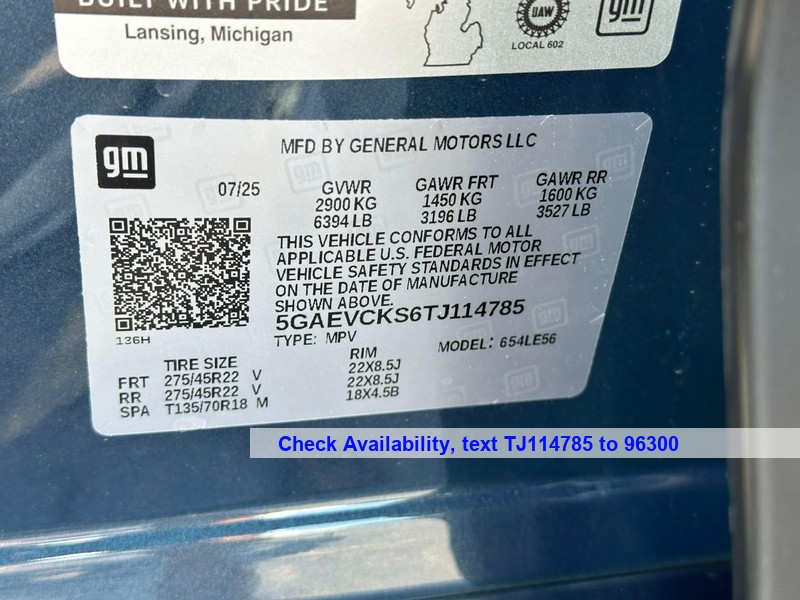 BUILT WITH PRIDE
Lansing, Michigan
UAW
LOCAL 602
gm
gm
MFD BY GENERAL MOTORS LLC
07/25
GVWR GAWR FRT GAWR RR
2900 KG 1450 KG 1600 KG
6394 LB 3196 LB 3527 LB
THIS VEHICLE CONFORMS TO ALL
APPLICABLE U.S. FEDERAL MOTOR
VEHICLE SAFETY STANDARDS IN EFFECT
ON THE DATE OF MANUFACTURE
SHOWN ABOVE.
5GAEVCKS6TJ114785
TYPE: MPV MODEL: 654LE56
136H
TIRE SIZE RIM
FRT 275/45R22 V 22X8.5J
RR 275/45R22 V 22X8.5J
SPA T135/70R18 M 18X4.5B
Check Availability, text TJ114785 to 96300